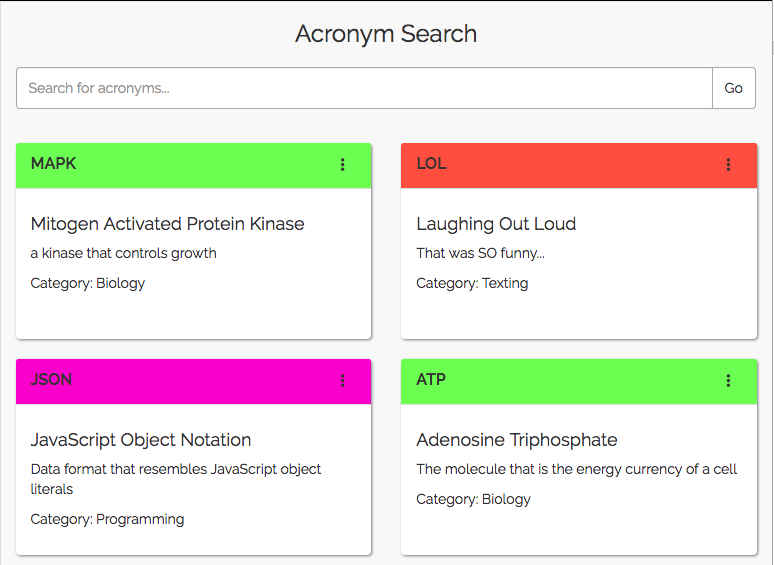 Acronym Search
Search for acronyms...
Go
MAPK
Mitogen Activated Protein Kinase
a kinase that controls growth
Category: Biology
LOL
Laughing Out Loud
That was SO funny...
Category: Texting
JSON
JavaScript Object Notation
Data format that resembles JavaScript object
literals
Category: Programming
ATP
Adenosine Triphosphate
The molecule that is the energy currency of a cell
Category: Biology